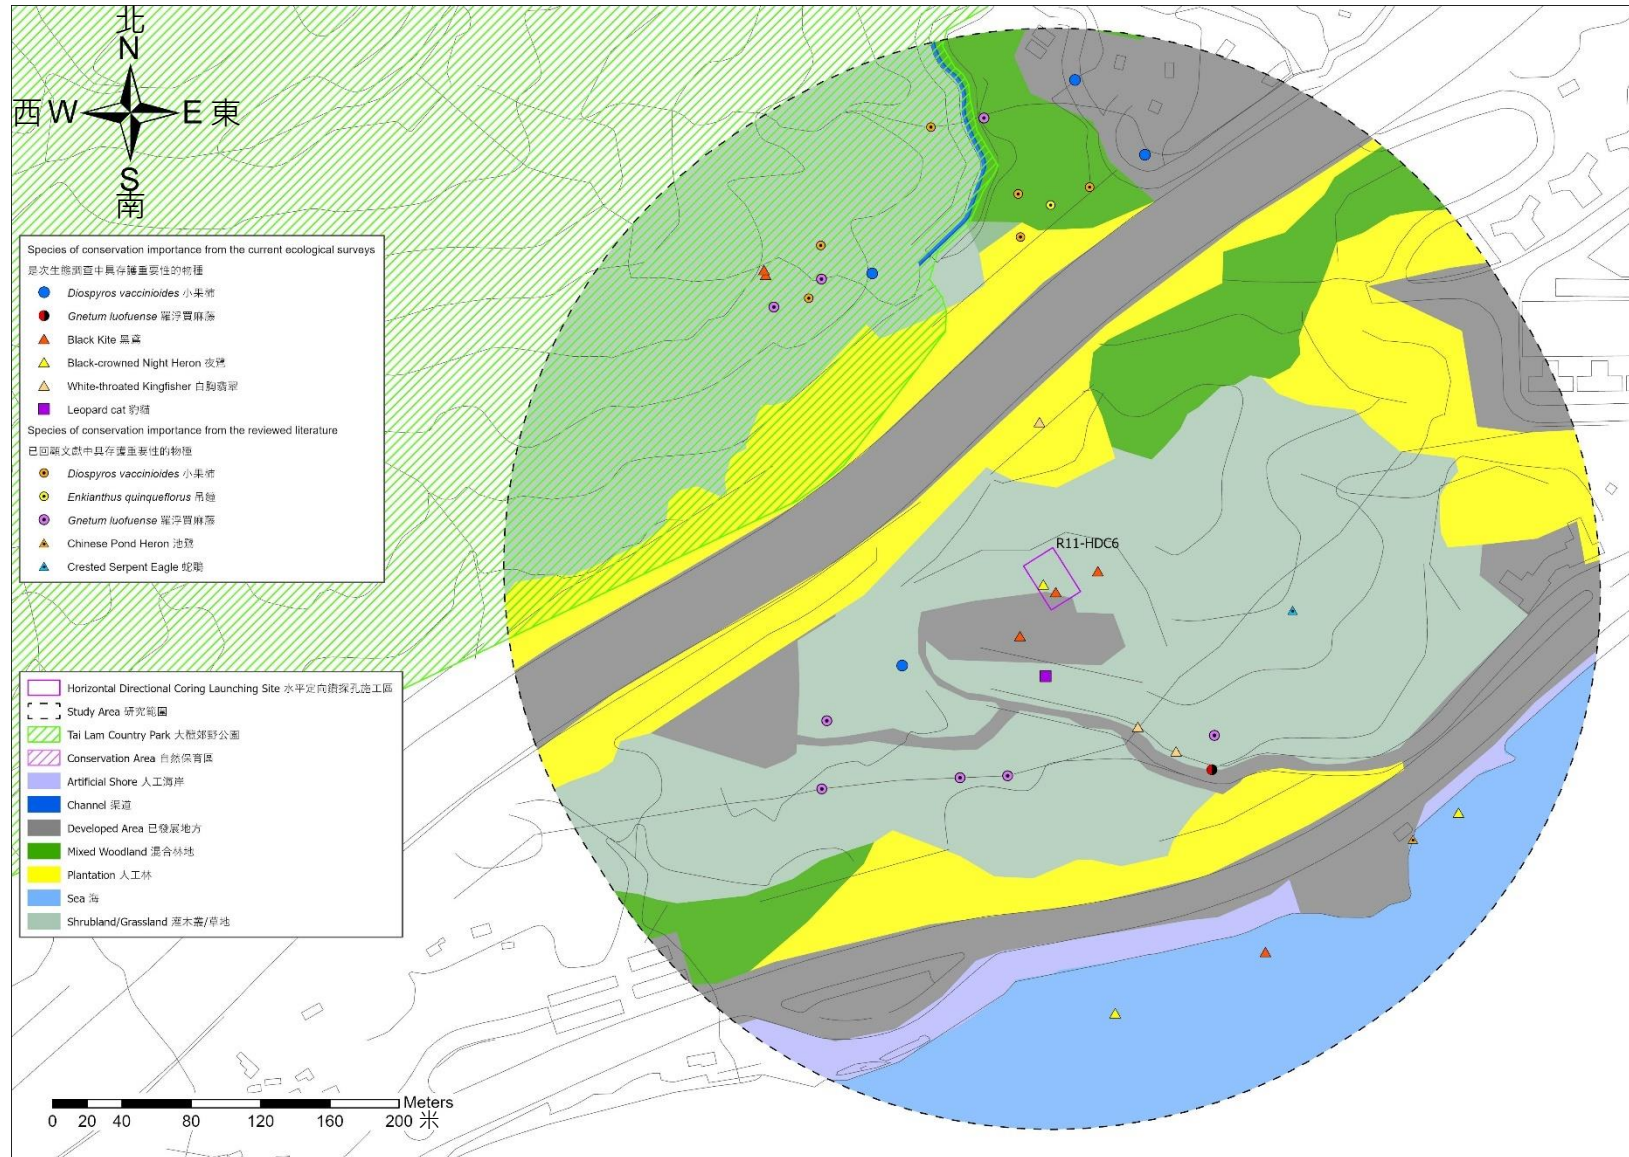 北
N
西 W E 東
S
南
Species of conservation importance from the current ecological surveys
是次生態調查中具存護重要性的物種
Diospyros vaccinioides 小果柿
Gnetum luofuense 羅浮買麻藤
Black Kite 黑鳶
Black-crowned Night Heron 夜鷺
White-throated Kingfisher 白胸翡翠
Leopard cat 豹貓
Species of conservation importance from the reviewed literature
已回顧文獻中具存護重要性的物種
Diospyros vaccinioides 小果柿
Enkianthus quinqueflorus 吊鐘
Gnetum luofuense 羅浮買麻藤
Chinese Pond Heron 池鷺
Crested Serpent Eagle 蛇鵰
R11-HDC6
Horizontal Directional Coring Launching Site 水平定向鑽探孔施工區
Study Area 研究範圍
Tai Lam Country Park 大欖郊野公園
Conservation Area 自然保育區
Artificial Shore 人工海岸
Channel 渠道
Developed Area 已發展地方
Mixed Woodland 混合林地
Plantation 人工林
Sea 海
Shrubland/Grassland 灌木叢/草地
Meters
0 20 40 80 120 160 200 米